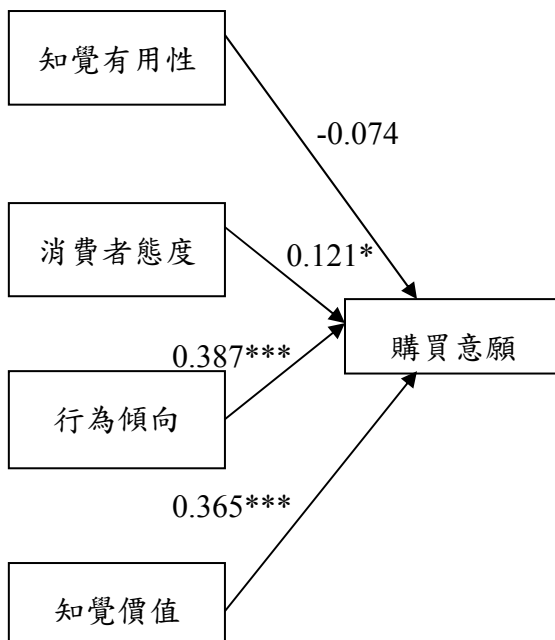 知覺有用性
-0.074
消費者態度
0.121*
購買意願
0.387***
行為傾向
0.365***
知覺價值